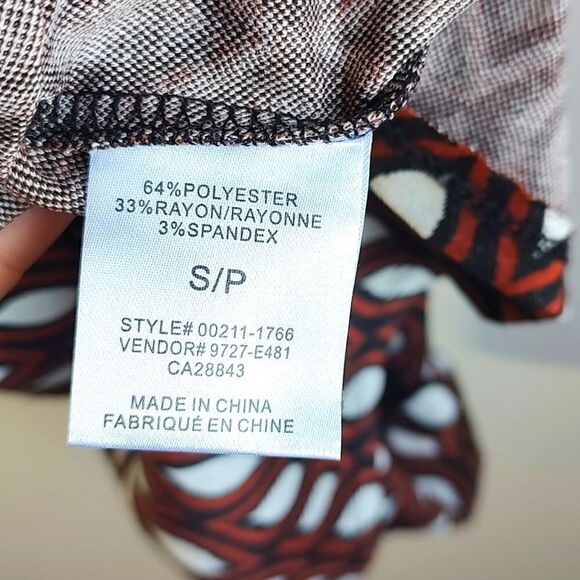 64%POLYESTER
33%RAYON/RAYONNE
3%SPANDEX
S/P
STYLE# 00211-1766
VENDOR# 9727-E481
CA28843
MADE IN CHINA
FABRIQUÉ EN CHINE